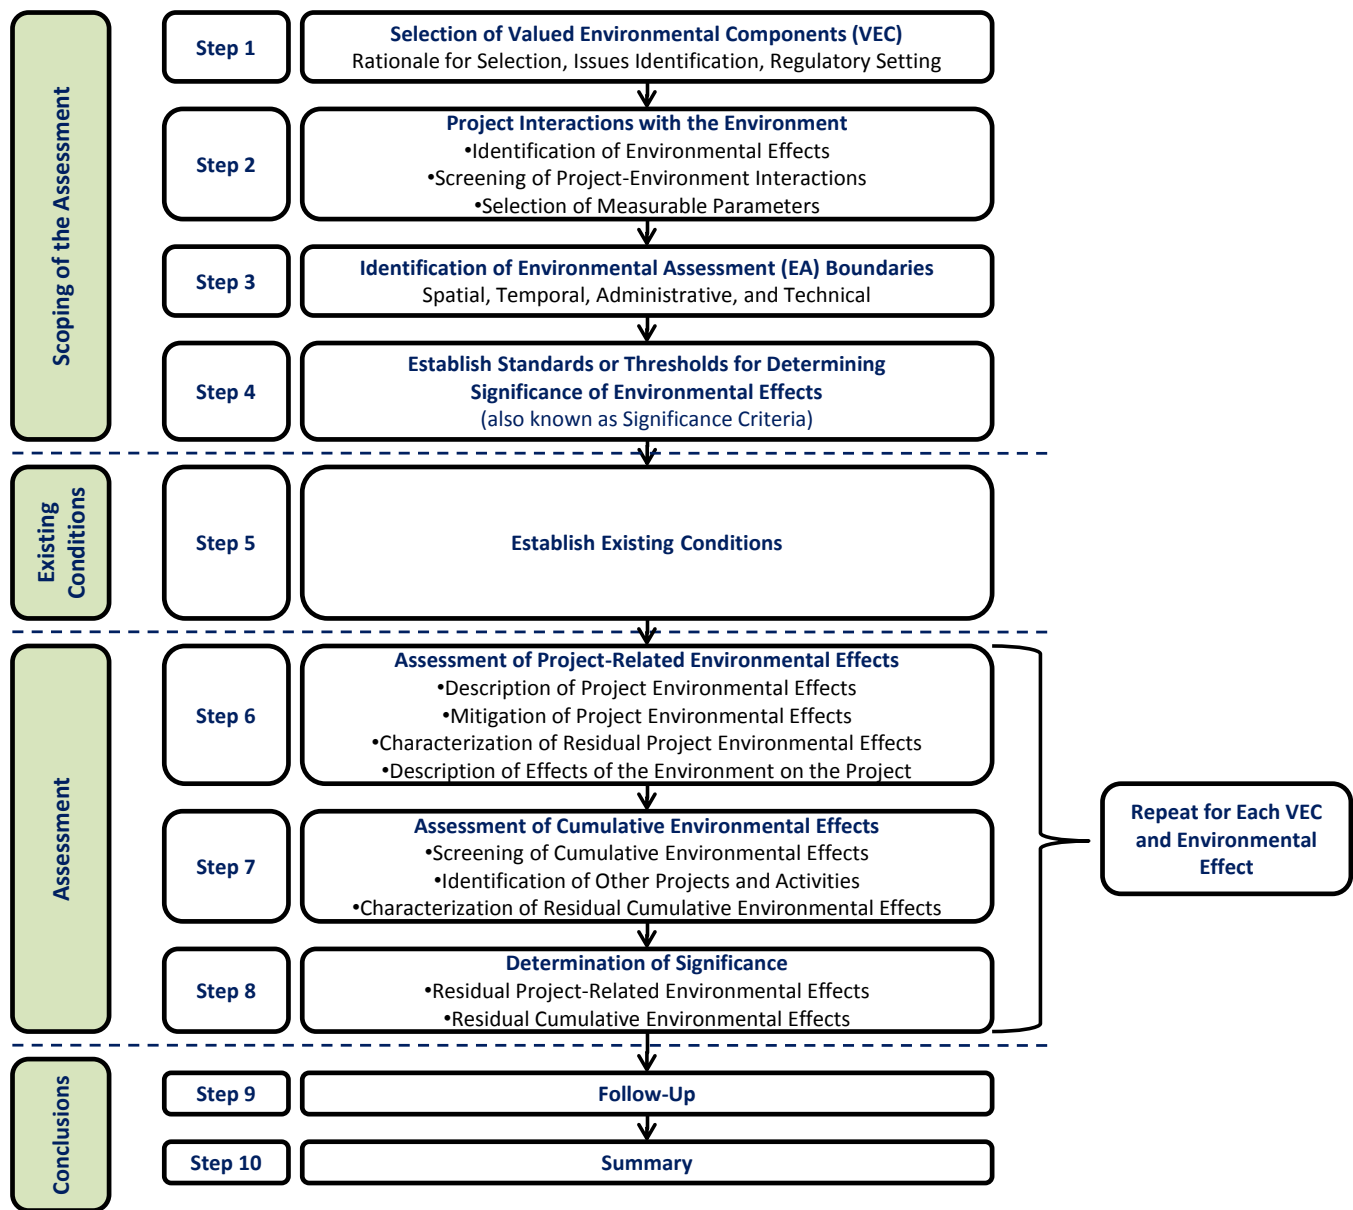 Scoping of the Assessment
Step 1
Selection of Valued Environmental Components (VEC)
Rationale for Selection, Issues Identification, Regulatory Setting
Step 2
Project Interactions with the Environment
•Identification of Environmental Effects
•Screening of Project-Environment Interactions
•Selection of Measurable Parameters
Step 3
Identification of Environmental Assessment (EA) Boundaries
Spatial, Temporal, Administrative, and Technical
Step 4
Establish Standards or Thresholds for Determining
Significance of Environmental Effects
(also known as Significance Criteria)
Existing
Conditions
Step 5
Establish Existing Conditions
Assessment
Step 6
Assessment of Project-Related Environmental Effects
•Description of Project Environmental Effects
•Mitigation of Project Environmental Effects
•Characterization of Residual Project Environmental Effects
•Description of Effects of the Environment on the Project
Step 7
Assessment of Cumulative Environmental Effects
•Screening of Cumulative Environmental Effects
•Identification of Other Projects and Activities
•Characterization of Residual Cumulative Environmental Effects
Step 8
Determination of Significance
•Residual Project-Related Environmental Effects
•Residual Cumulative Environmental Effects
Repeat for Each VEC
and Environmental
Effect
Conclusions
Step 9
Follow-Up
Step 10
Summary